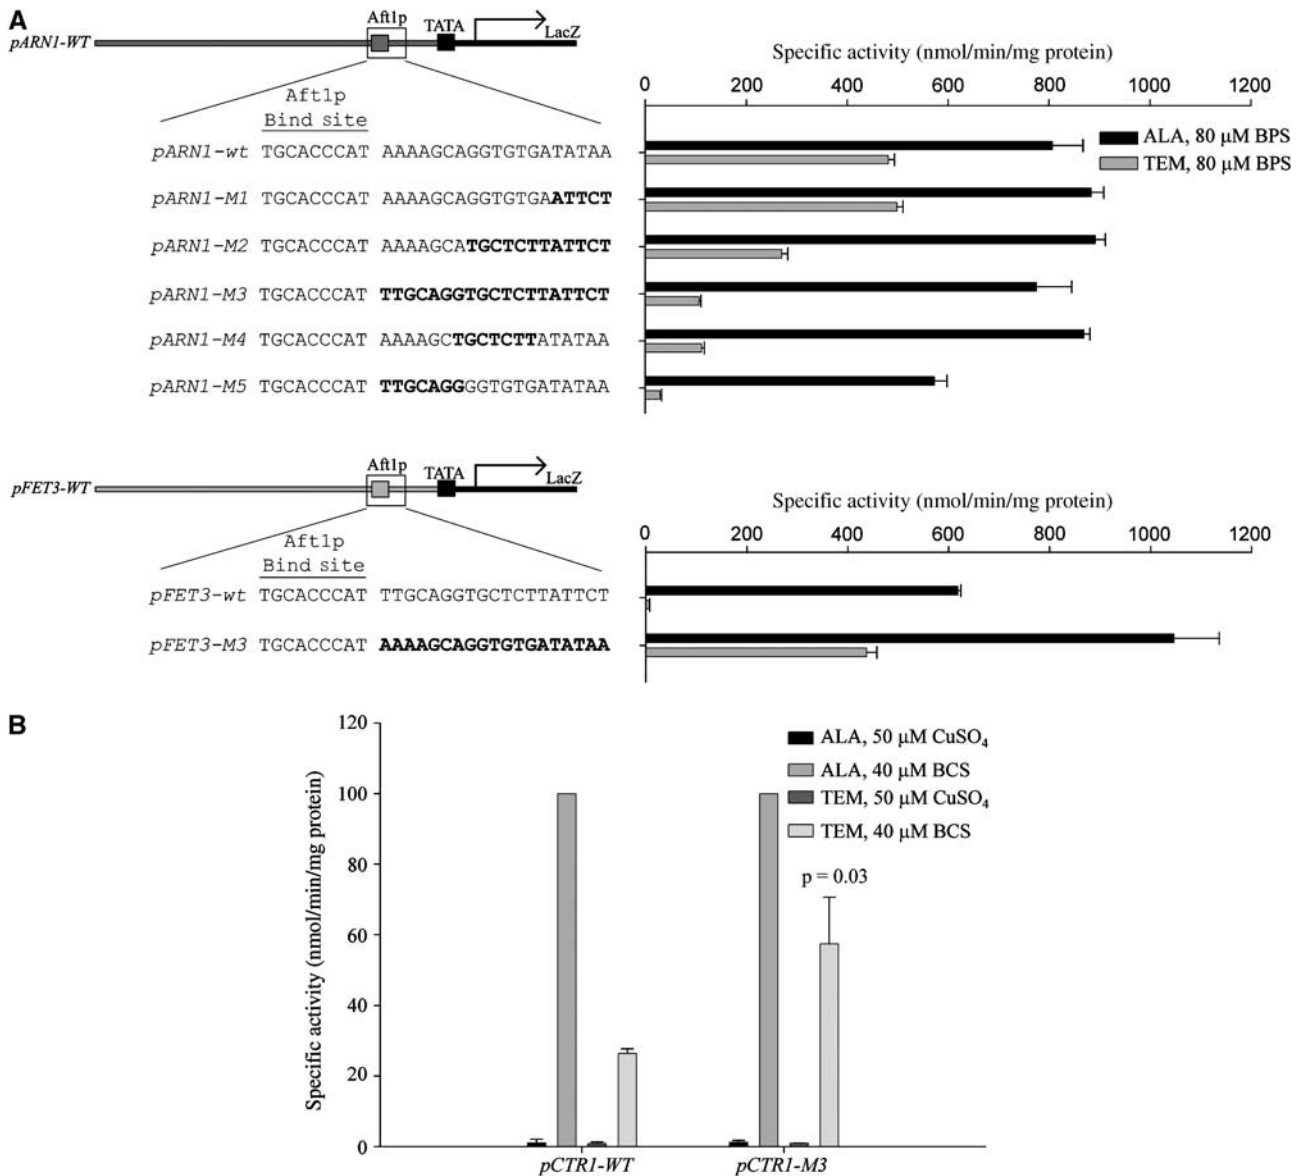 A
pARN1-WT
Aft1p
TATA
LacZ
Aft1p
Bind site
pARN1-wt TGCACCCAT AAAAGCAGGTGTGATATAA
pARN1-M1 TGCACCCAT AAAAGCAGGTGTGAATTCT
pARN1-M2 TGCACCCAT AAAAGCATGCTCTTATTCT
pARN1-M3 TGCACCCAT TTGCAGGTGCTCTTATTCT
pARN1-M4 TGCACCCAT AAAAGCTGCTCTTATATAA
pARN1-M5 TGCACCCAT TTGCAGGGGTGTGATATAA
Specific activity (nmol/min/mg protein)
0 200 400 600 800 1000 1200
ALA, 80 μM BPS
TEM, 80 μM BPS
pFET3-WT
Aft1p
TATA
LacZ
Aft1p
Bind site
pFET3-wt TGCACCCAT TTGCAGGTGCTCTTATTCT
pFET3-M3 TGCACCCAT AAAAGCAGGTGTGATATAA
Specific activity (nmol/min/mg protein)
0 200 400 600 800 1000 1200
B
Specific activity (nmol/min/mg protein)
120
100
80
60
40
20
0
ALA, 50 μM CuSO₄
ALA, 40 μM BCS
TEM, 50 μM CuSO₄
TEM, 40 μM BCS
p = 0.03
pCTR1-WT
pCTR1-M3